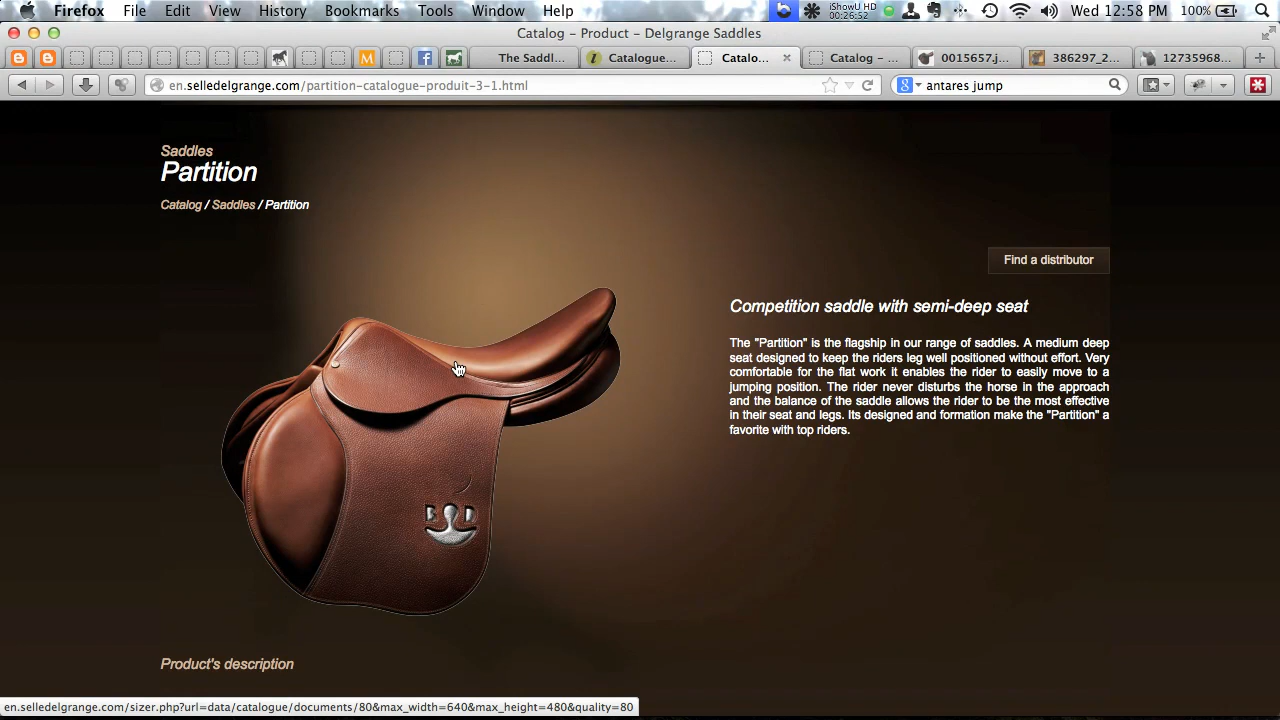 Firefox File Edit View History Bookmarks Tools Window Help
iShowU HD
00:26:52
Wed 12:58 PM 100%
Catalog – Product – Delgrange Saddles
The Saddl... Catalogue... Catalo... Catalog – ... 0015657.j... 386297_2... 12735968...
en.selledelgrange.com/partition-catalogue-produit-3-1.html
antares jump
Saddles
Partition
Catalog / Saddles / Partition
Find a distributor
Competition saddle with semi-deep seat
The "Partition" is the flagship in our range of saddles. A medium deep
seat designed to keep the riders leg well positioned without effort. Very
comfortable for the flat work it enables the rider to easily move to a
jumping position. The rider never disturbs the horse in the approach
and the balance of the saddle allows the rider to be the most effective
in their seat and legs. Its designed and formation make the "Partition" a
favorite with top riders.
Product's description
en.selledelgrange.com/sizer.php?url=data/catalogue/documents/80&max_width=640&max_height=480&quality=80